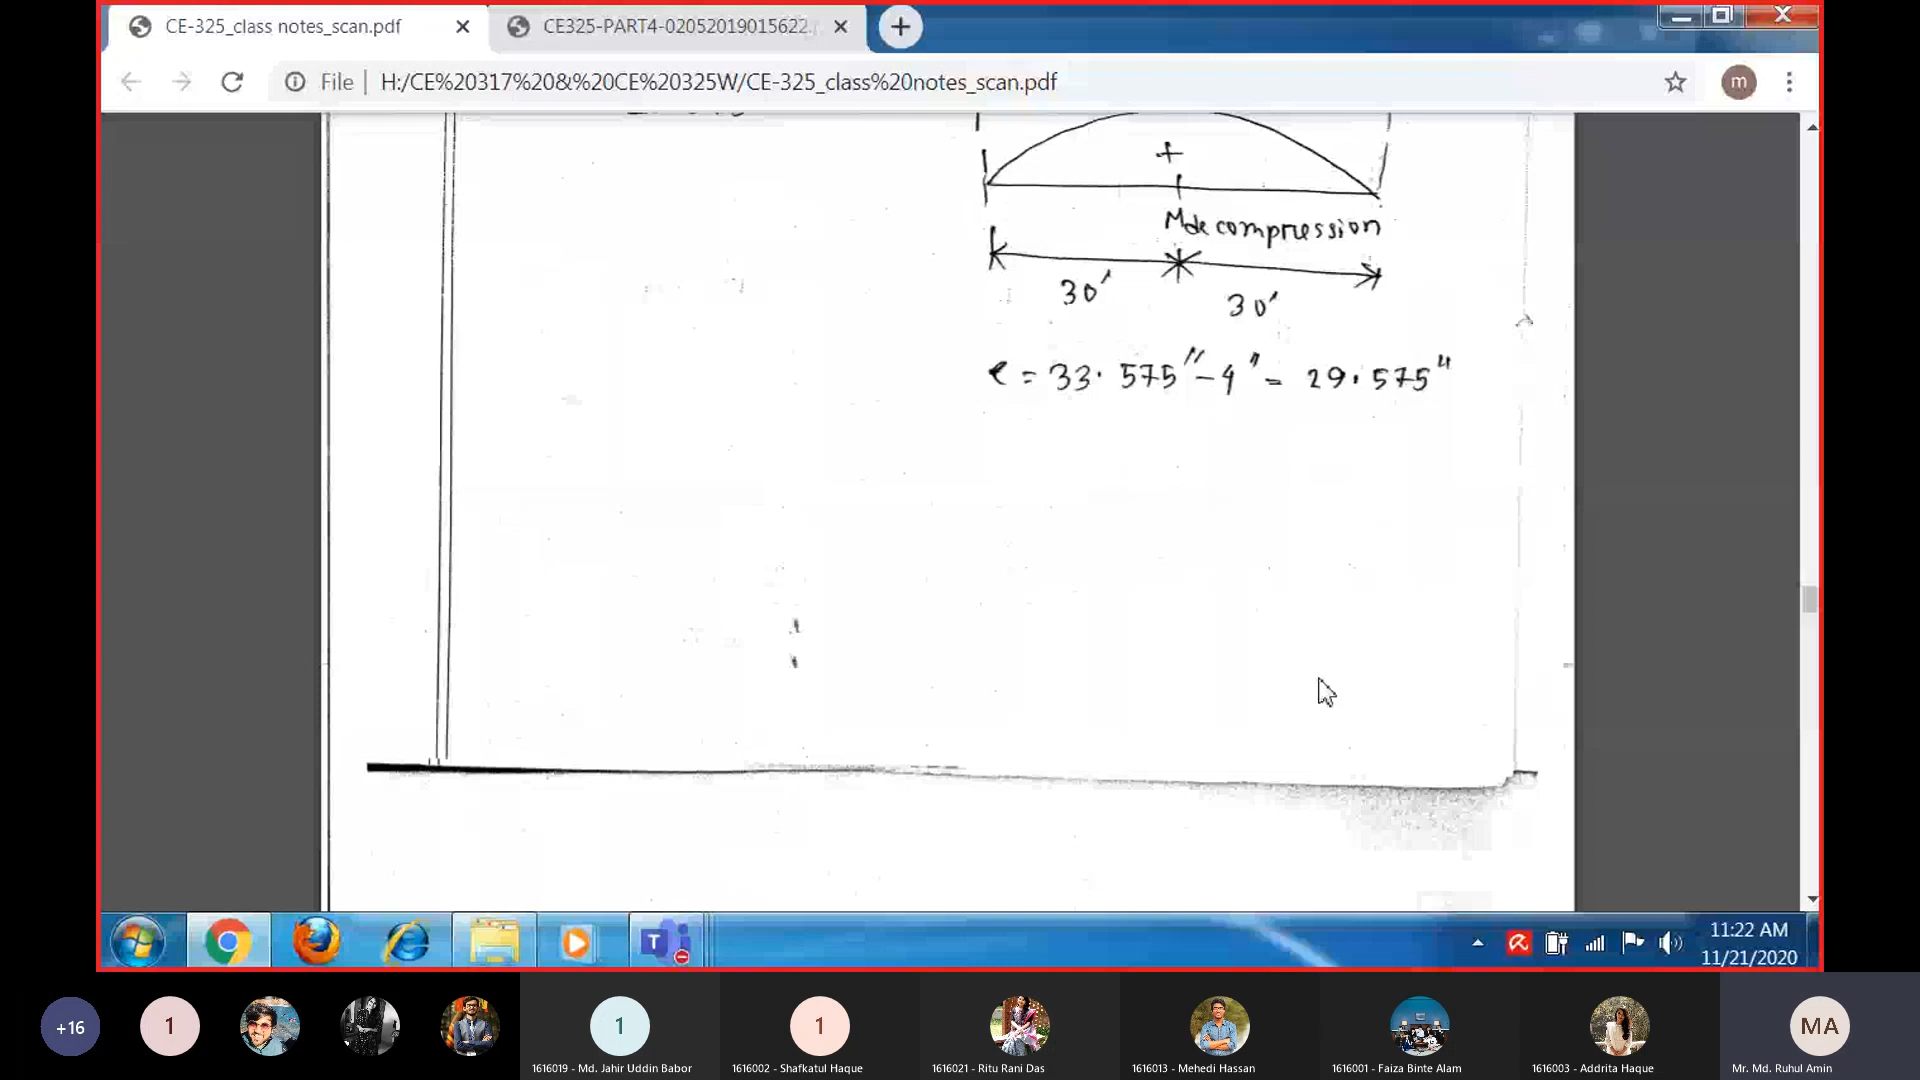 CE-325_class notes_scan.pdf
CE325-PART4-02052019015622.
File | H:/CE%20317%20&%20CE%20325W/CE-325_class%20notes_scan.pdf
m
+
Mdecompression
30'
30'
e = 33.575" - 4" = 29.575"
T
11:22 AM
11/21/2020
+16
1
1
1
MA
1616019 - Md. Jahir Uddin Babor
1616002 - Shafkatul Haque
1616021 - Ritu Rani Das
1616013 - Mehedi Hassan
1616001 - Faiza Binte Alam
1616003 - Addrita Haque
Mr. Md. Ruhul Amin